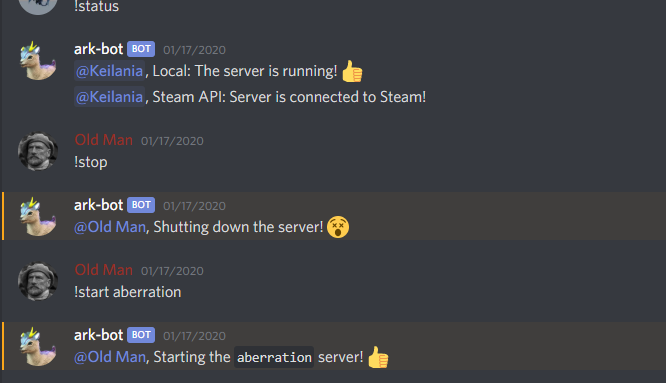 !status
ark-bot BOT 01/17/2020
@Keilania, Local: The server is running! 👍
@Keilania, Steam API: Server is connected to Steam!
Old Man 01/17/2020
!stop
ark-bot BOT 01/17/2020
@Old Man, Shutting down the server! 😵
Old Man 01/17/2020
!start aberration
ark-bot BOT 01/17/2020
@Old Man, Starting the aberration server! 👍